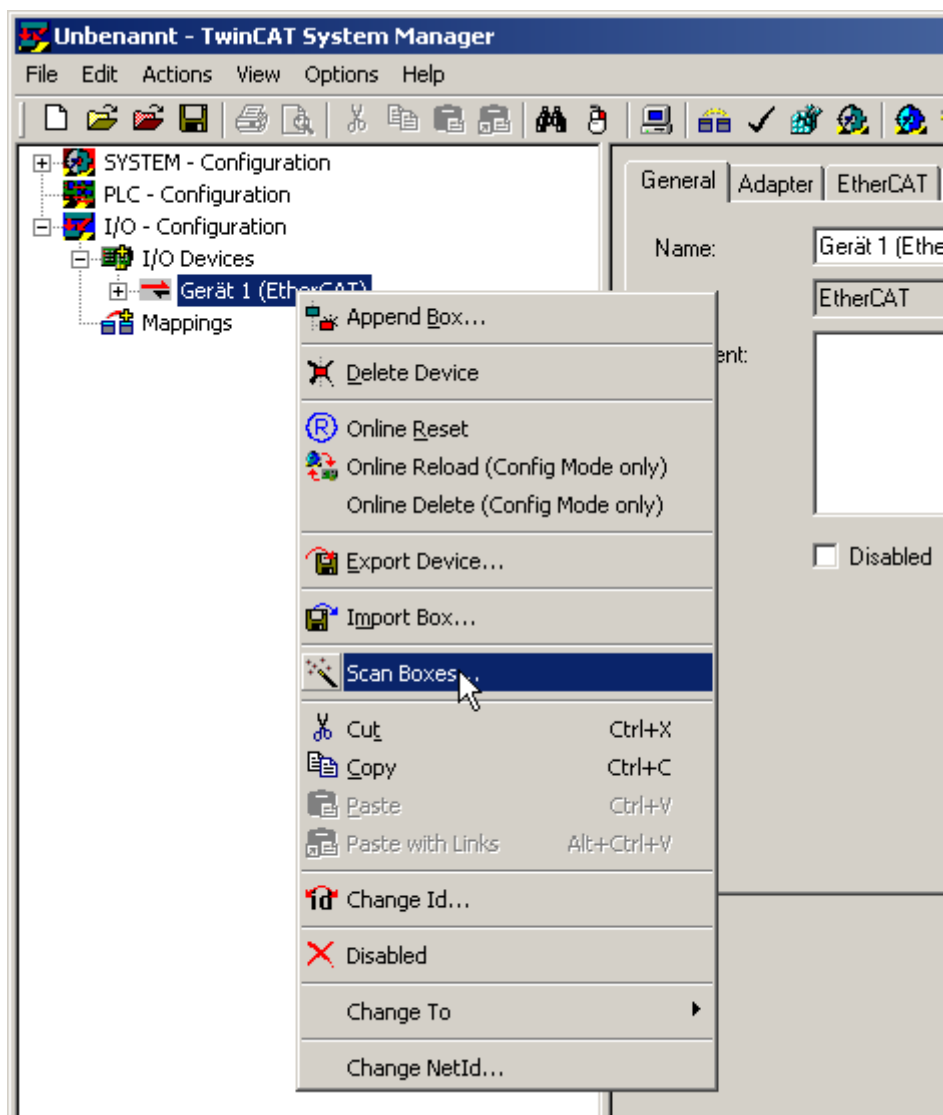 Unbenannt - TwinCAT System Manager
File Edit Actions View Options Help
SYSTEM - Configuration
PLC - Configuration
I/O - Configuration
I/O Devices
Gerät 1 (EtherCAT)
Mappings
General Adapter EtherCAT
Name: Gerät 1 (Ethe
EtherCAT
ent:
Disabled
Append Box...
Delete Device
Online Reset
Online Reload (Config Mode only)
Online Delete (Config Mode only)
Export Device...
Import Box...
Scan Boxes...
Cut Ctrl+X
Copy Ctrl+C
Paste Ctrl+V
Paste with Links Alt+Ctrl+V
Change Id...
Disabled
Change To
Change NetId...